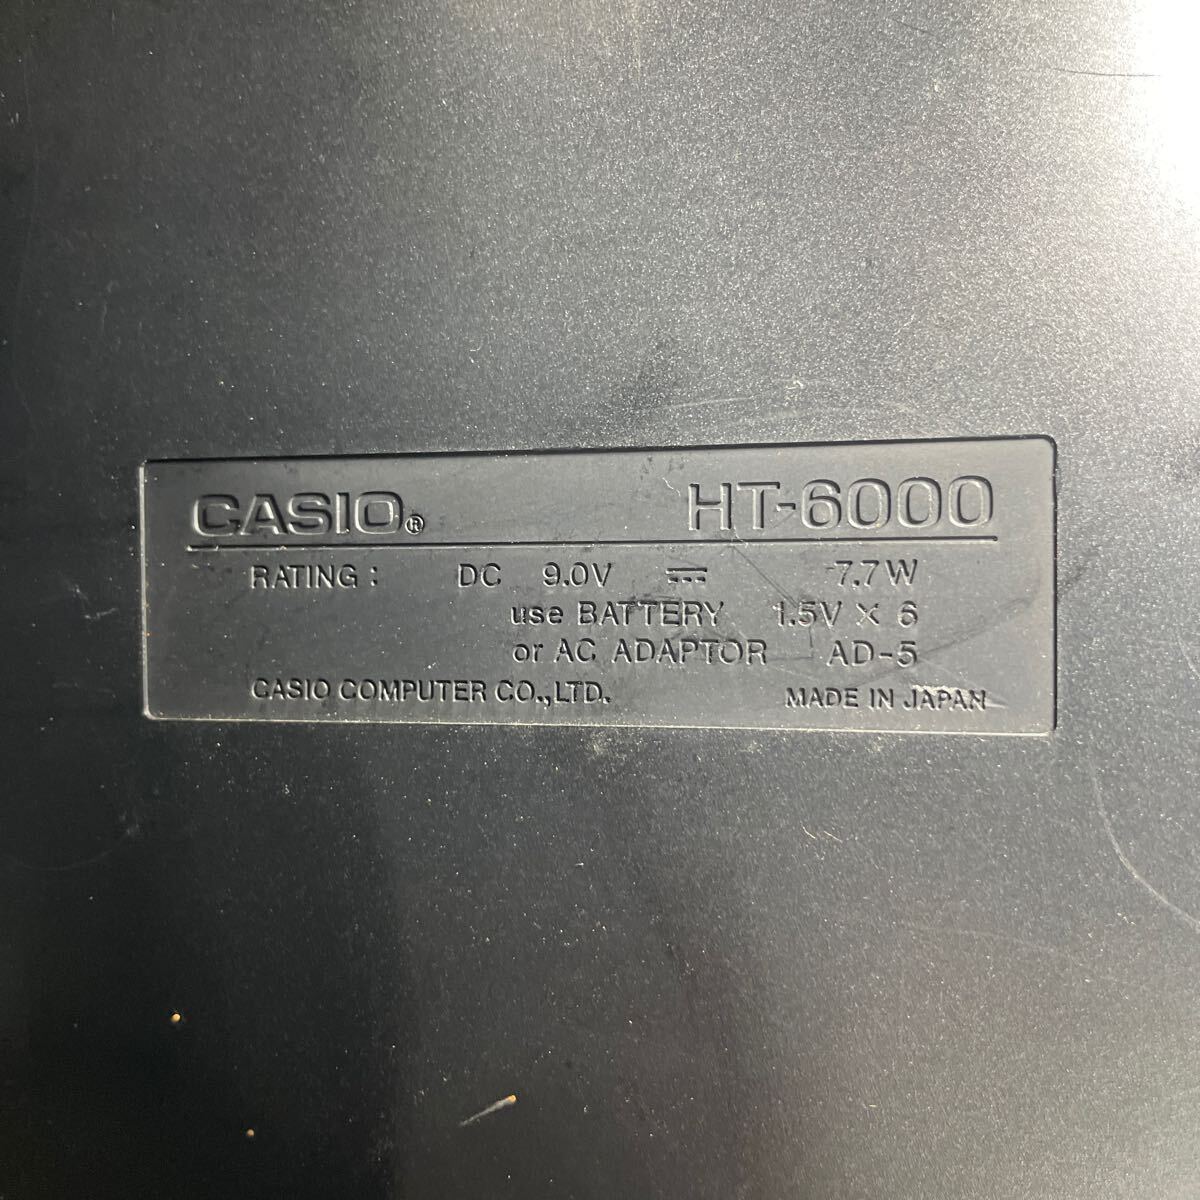 CASIO® HT-6000
RATING : DC 9.0V ⎓ 7.7W
use BATTERY 1.5V × 6
or AC ADAPTOR AD-5
CASIO COMPUTER CO.,LTD. MADE IN JAPAN